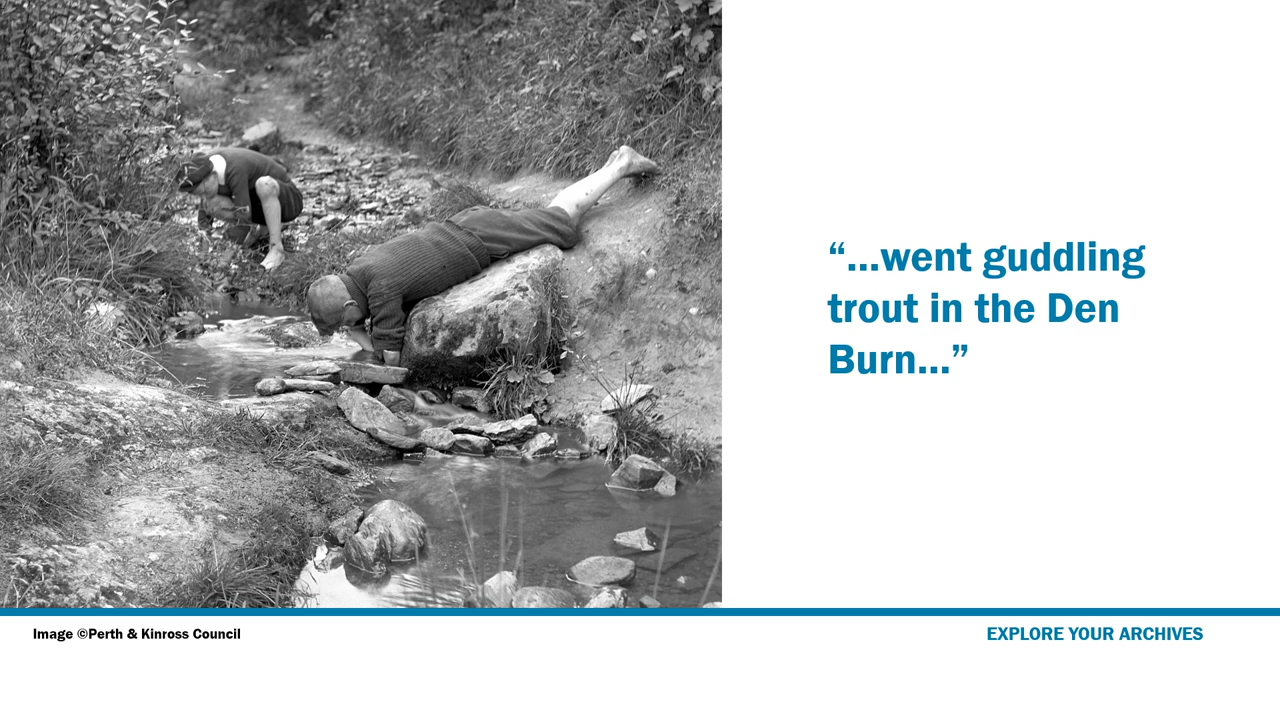 “...went guddling
trout in the Den
Burn...”
Image ©Perth & Kinross Council
EXPLORE YOUR ARCHIVES